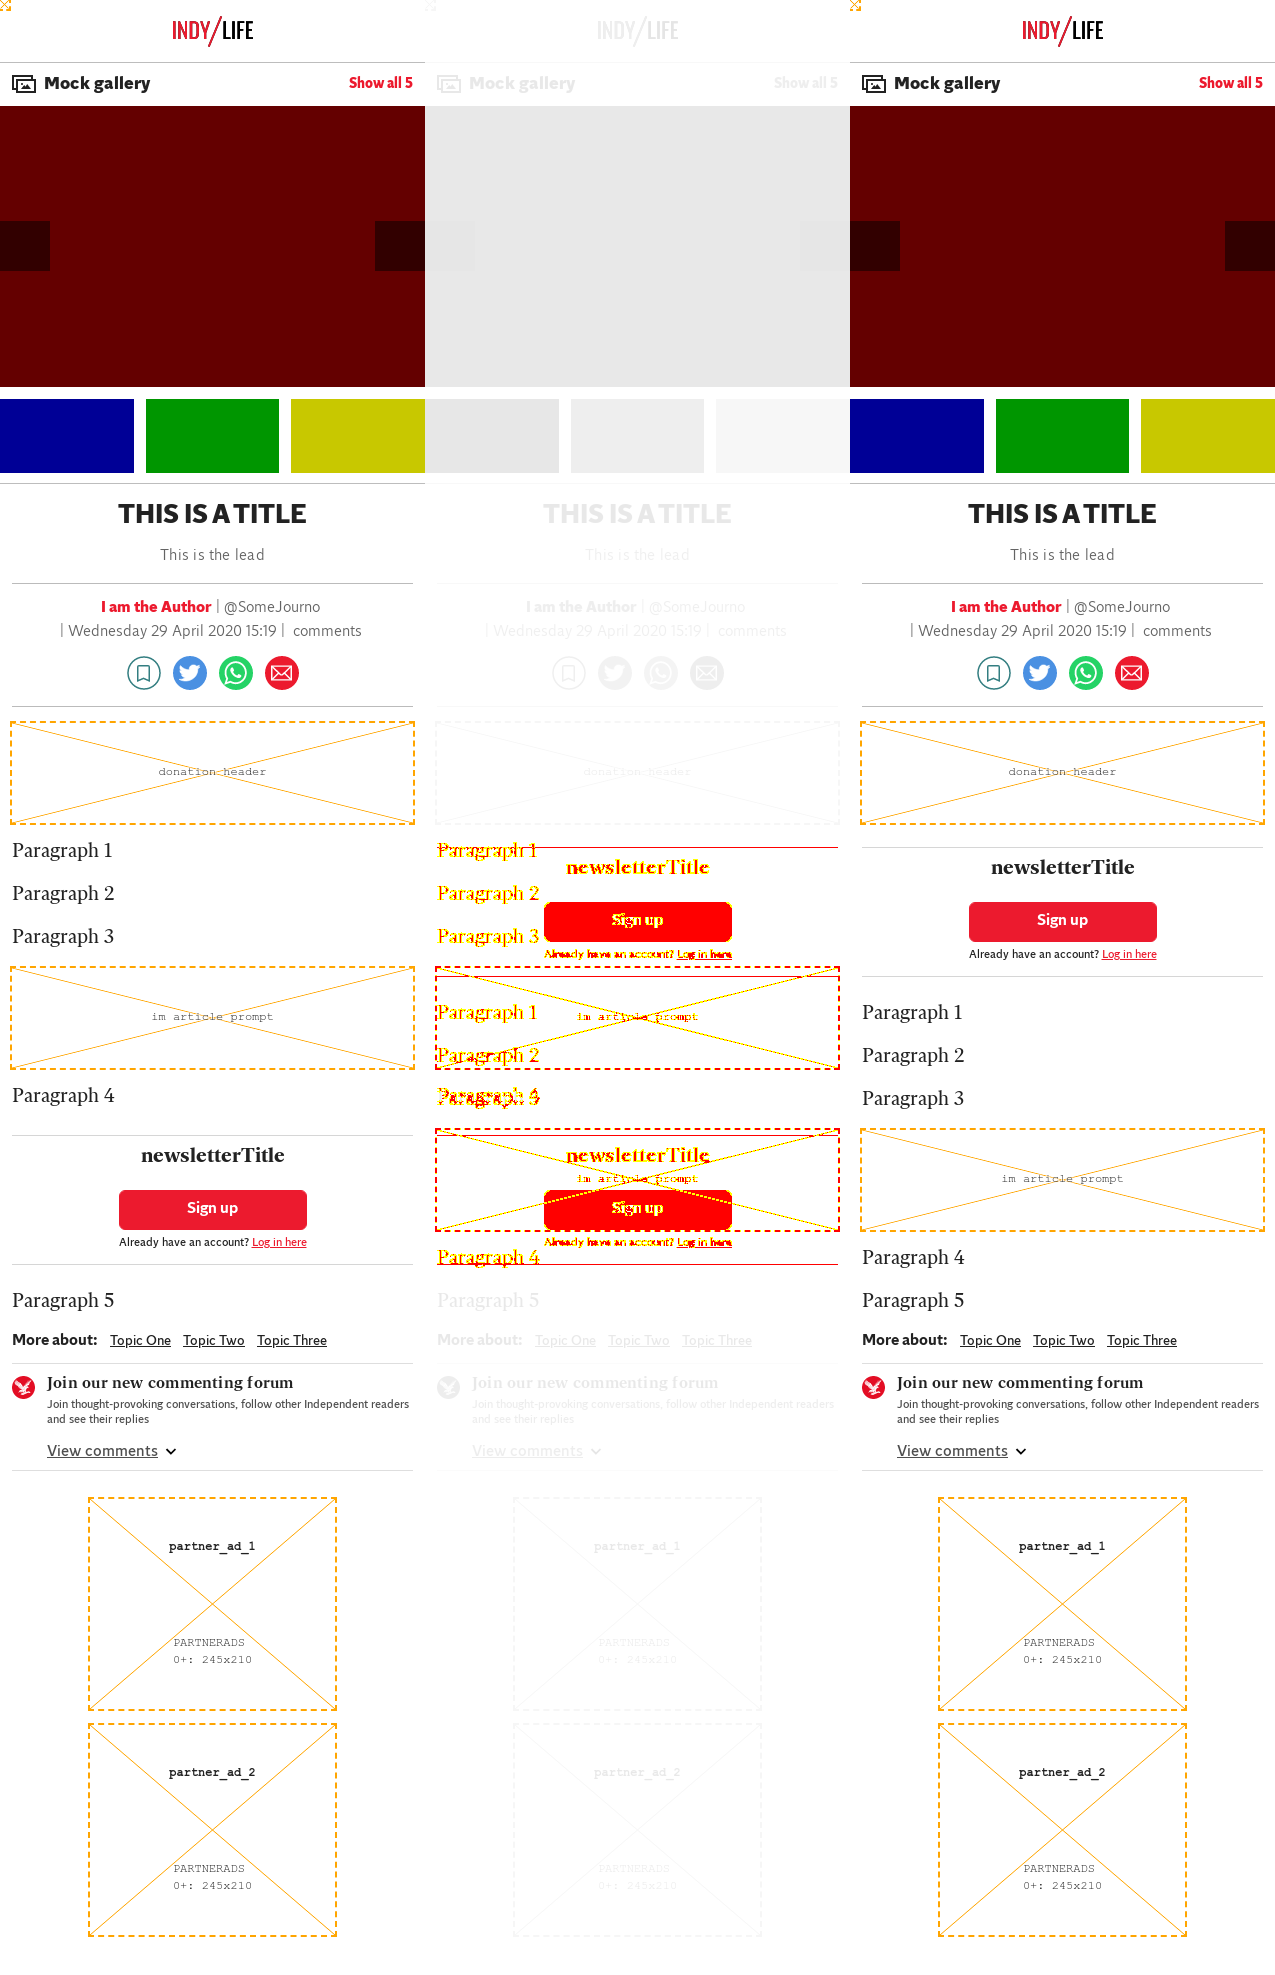 INDY/LIFE
Mock gallery
Show all 5
THIS IS A TITLE
This is the lead
I am the Author | @SomeJourno
| Wednesday 29 April 2020 15:19 | comments
donation header
Paragraph 1
Paragraph 2
Paragraph 3
im article prompt
Paragraph 4
newsletterTitle
Sign up
Already have an account? Log in here
Paragraph 5
More about: Topic One Topic Two Topic Three
Join our new commenting forum
Join thought-provoking conversations, follow other Independent readers
and see their replies
View comments
partner_ad_1
PARTNERADS
0+: 245x210
partner_ad_2
PARTNERADS
0+: 245x210
INDY/LIFE
Mock gallery
Show all 5
THIS IS A TITLE
This is the lead
I am the Author | @SomeJourno
| Wednesday 29 April 2020 15:19 | comments
donation header
Paragraph 1
newsletterTitle
Paragraph 2
Sign up
Paragraph 3
Already have an account? Log in here
Paragraph 1
im article prompt
Paragraph 2
newsletterTitle
im article prompt
Sign up
Already have an account? Log in here
Paragraph 4
Paragraph 5
More about: Topic One Topic Two Topic Three
Join our new commenting forum
Join thought-provoking conversations, follow other Independent readers
and see their replies
View comments
partner_ad_1
PARTNERADS
0+: 245x210
partner_ad_2
PARTNERADS
0+: 245x210
INDY/LIFE
Mock gallery
Show all 5
THIS IS A TITLE
This is the lead
I am the Author | @SomeJourno
| Wednesday 29 April 2020 15:19 | comments
donation header
newsletterTitle
Sign up
Already have an account? Log in here
Paragraph 1
Paragraph 2
Paragraph 3
im article prompt
Paragraph 4
Paragraph 5
More about: Topic One Topic Two Topic Three
Join our new commenting forum
Join thought-provoking conversations, follow other Independent readers
and see their replies
View comments
partner_ad_1
PARTNERADS
0+: 245x210
partner_ad_2
PARTNERADS
0+: 245x210